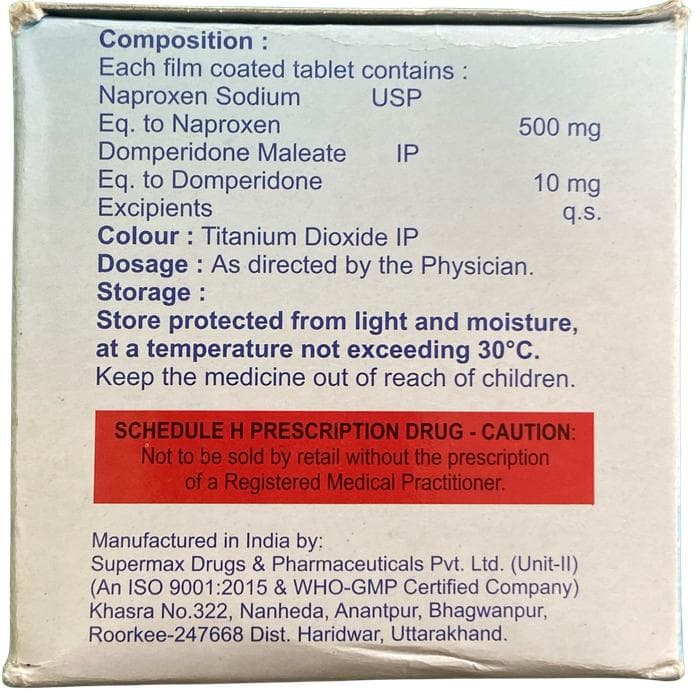 Composition :
Each film coated tablet contains :
Naproxen Sodium USP
Eq. to Naproxen 500 mg
Domperidone Maleate IP
Eq. to Domperidone 10 mg
Excipients q.s.
Colour : Titanium Dioxide IP
Dosage : As directed by the Physician.
Storage :
Store protected from light and moisture,
at a temperature not exceeding 30°C.
Keep the medicine out of reach of children.
SCHEDULE H PRESCRIPTION DRUG - CAUTION:
Not to be sold by retail without the prescription
of a Registered Medical Practitioner.
Manufactured in India by:
Supermax Drugs & Pharmaceuticals Pvt. Ltd. (Unit-II)
(An ISO 9001:2015 & WHO-GMP Certified Company)
Khasra No.322, Nanheda, Anantpur, Bhagwanpur,
Roorkee-247668 Dist. Haridwar, Uttarakhand.